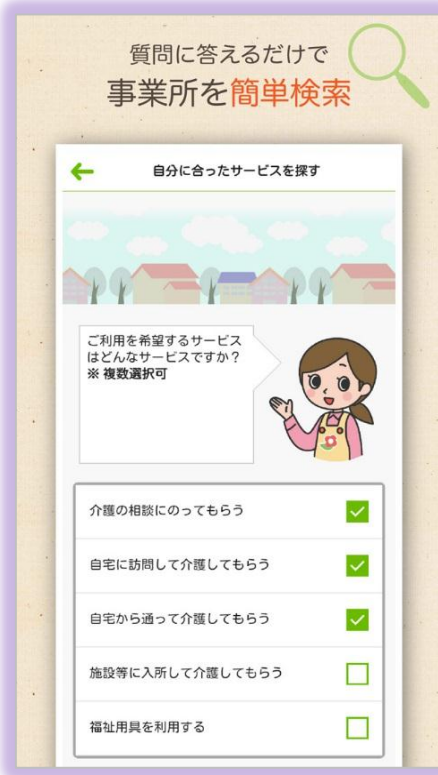 質問に答えるだけで
事業所を簡単検索
自分に合ったサービスを探す
ご利用を希望するサービス
はどんなサービスですか？
※ 複数選択可
介護の相談にのってもらう
自宅に訪問して介護してもらう
自宅から通って介護してもらう
施設等に入所して介護してもらう
福祉用具を利用する